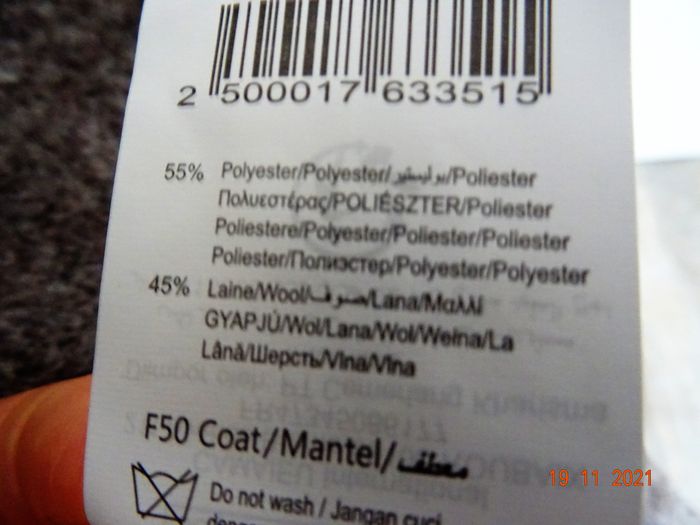 2 500017 633515
55% Polyester/Polyester/بوليستر/Poliester
Πολυεστέρας/POLIÉSZTER/Poliester
Poliestere/Polyester/Poliester/Poliester
Poliester/Полиэстер/Polyester/Polyester
45% Laine/Wool/صوف/Lana/Μαλλί
GYAPJÚ/Wol/Lana/Wol/Wełna/La
Lână/Шерсть/Vlna/Vlna
F50 Coat/Mantel/معطف
Do not wash / Jangan cuci
19 11 2021